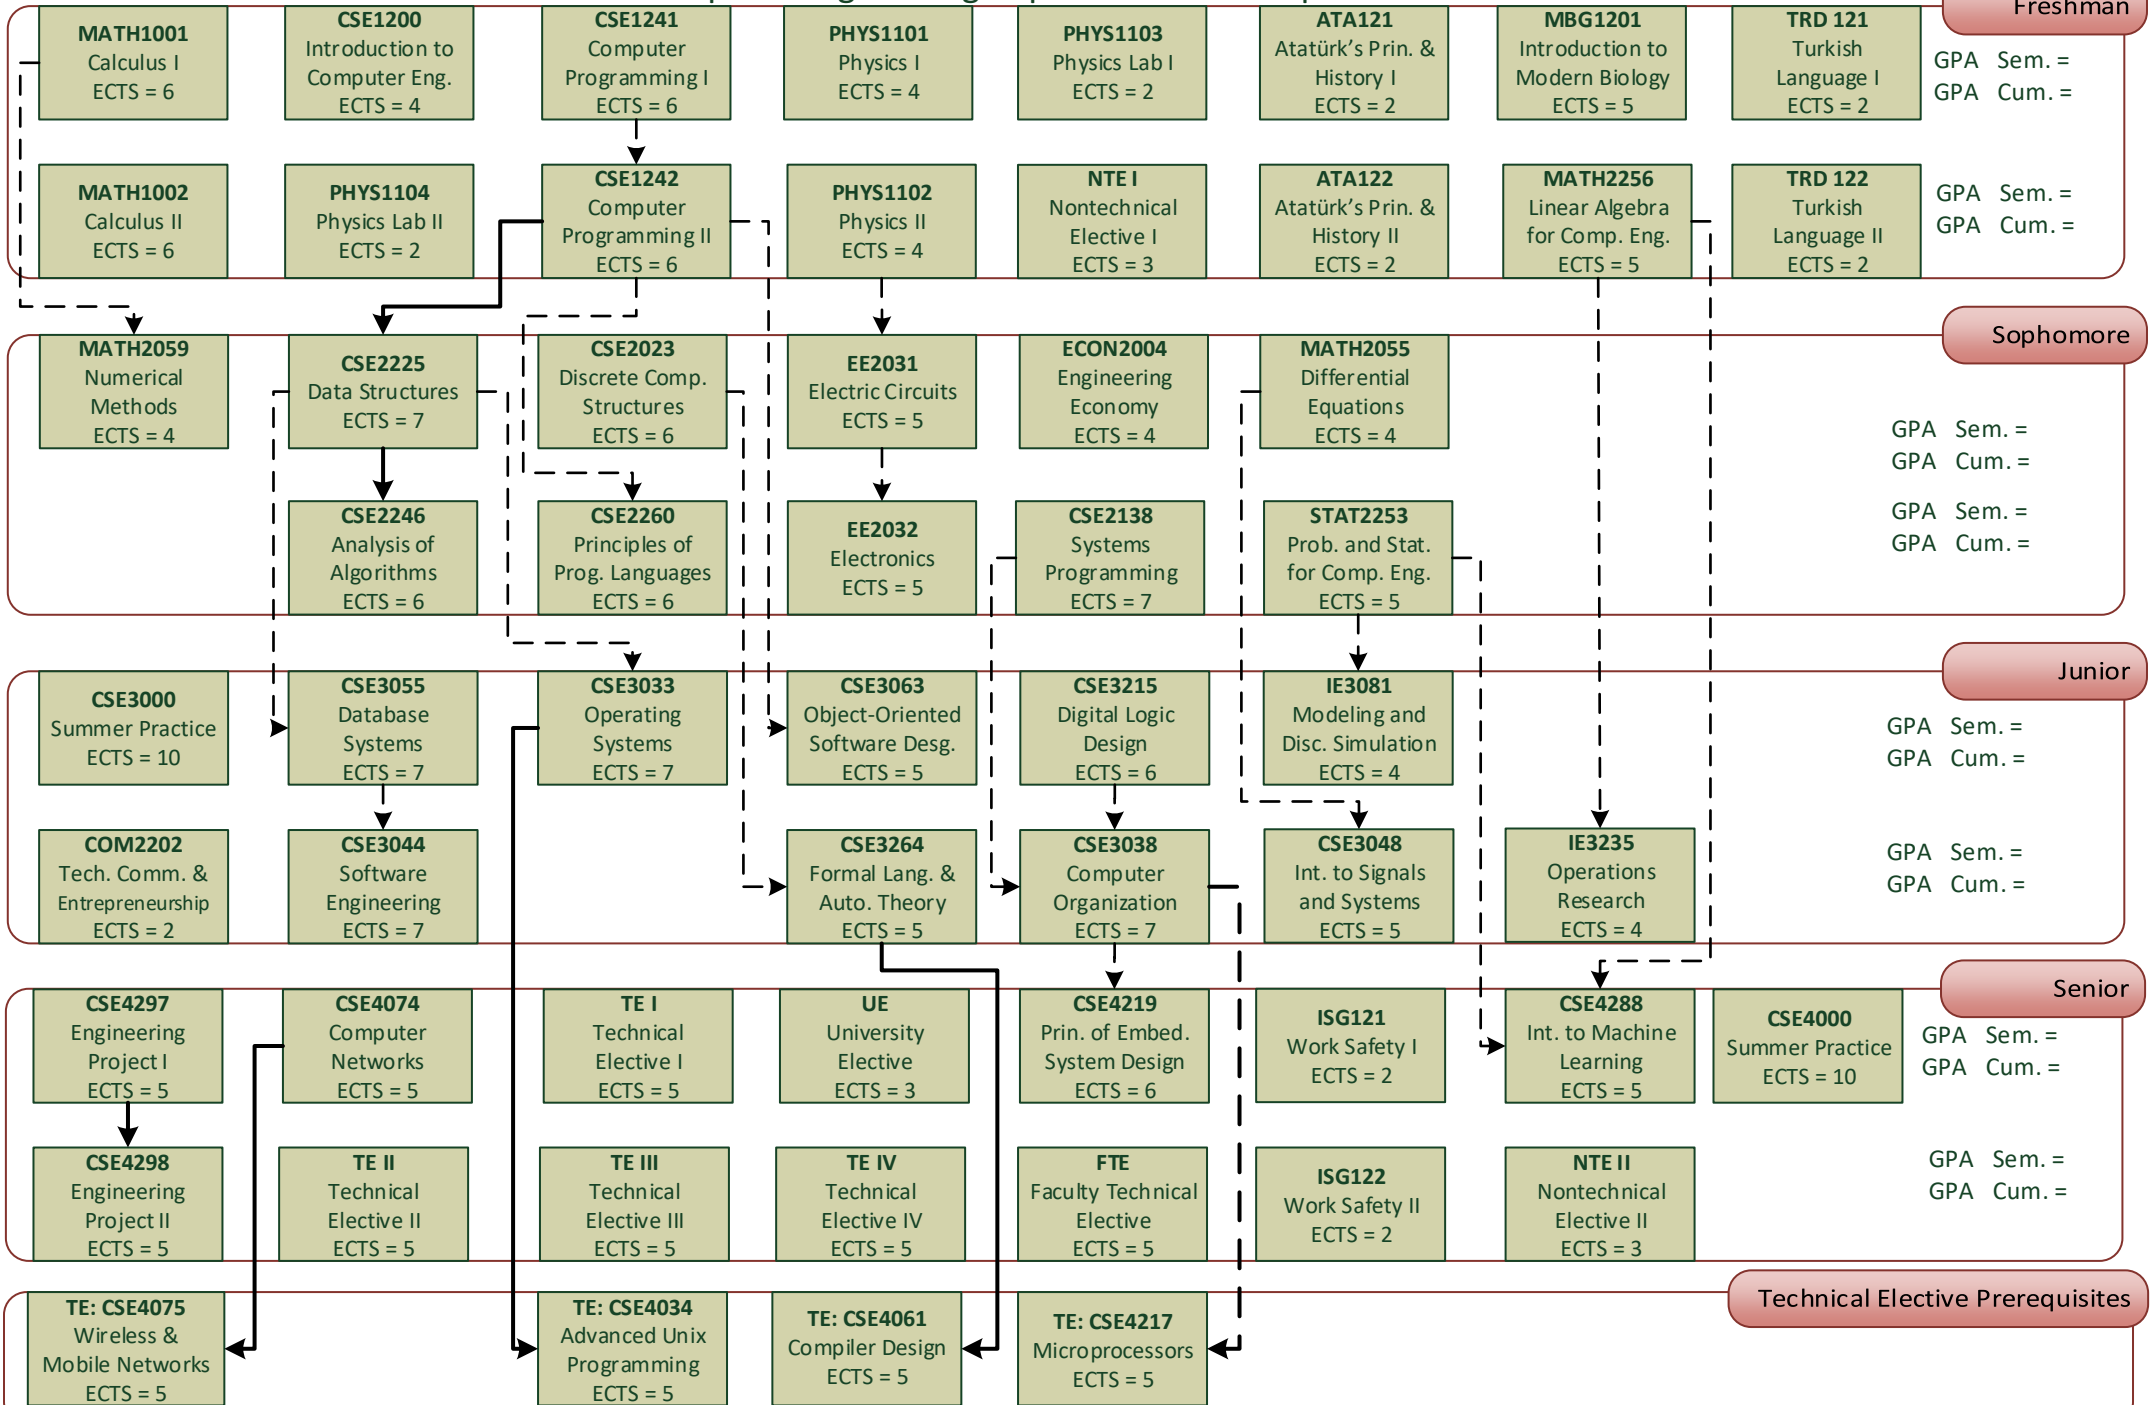 Freshman
MATH1001
Calculus I
ECTS = 6
CSE1200
Introduction to
Computer Eng.
ECTS = 4
CSE1241
Computer
Programming I
ECTS = 6
PHYS1101
Physics I
ECTS = 4
PHYS1103
Physics Lab I
ECTS = 2
ATA121
Atatürk's Prin. &
History I
ECTS = 2
MBG1201
Introduction to
Modern Biology
ECTS = 5
TRD 121
Turkish
Language I
ECTS = 2
GPA Sem. =
GPA Cum. =
MATH1002
Calculus II
ECTS = 6
PHYS1104
Physics Lab II
ECTS = 2
CSE1242
Computer
Programming II
ECTS = 6
PHYS1102
Physics II
ECTS = 4
NTE I
Nontechnical
Elective I
ECTS = 3
ATA122
Atatürk's Prin. &
History II
ECTS = 2
MATH2256
Linear Algebra
for Comp. Eng.
ECTS = 5
TRD 122
Turkish
Language II
ECTS = 2
GPA Sem. =
GPA Cum. =
Sophomore
MATH2059
Numerical
Methods
ECTS = 4
CSE2225
Data Structures
ECTS = 7
CSE2023
Discrete Comp.
Structures
ECTS = 6
EE2031
Electric Circuits
ECTS = 5
ECON2004
Engineering
Economy
ECTS = 4
MATH2055
Differential
Equations
ECTS = 4
GPA Sem. =
GPA Cum. =
CSE2246
Analysis of
Algorithms
ECTS = 6
CSE2260
Principles of
Prog. Languages
ECTS = 6
EE2032
Electronics
ECTS = 5
CSE2138
Systems
Programming
ECTS = 7
STAT2253
Prob. and Stat.
for Comp. Eng.
ECTS = 5
GPA Sem. =
GPA Cum. =
Junior
CSE3000
Summer Practice
ECTS = 10
CSE3055
Database
Systems
ECTS = 7
CSE3033
Operating
Systems
ECTS = 7
CSE3063
Object-Oriented
Software Desg.
ECTS = 5
CSE3215
Digital Logic
Design
ECTS = 6
IE3081
Modeling and
Disc. Simulation
ECTS = 4
GPA Sem. =
GPA Cum. =
COM2202
Tech. Comm. &
Entrepreneurship
ECTS = 2
CSE3044
Software
Engineering
ECTS = 7
CSE3264
Formal Lang. &
Auto. Theory
ECTS = 5
CSE3038
Computer
Organization
ECTS = 7
CSE3048
Int. to Signals
and Systems
ECTS = 5
IE3235
Operations
Research
ECTS = 4
GPA Sem. =
GPA Cum. =
Senior
CSE4297
Engineering
Project I
ECTS = 5
CSE4074
Computer
Networks
ECTS = 5
TE I
Technical
Elective I
ECTS = 5
UE
University
Elective
ECTS = 3
CSE4219
Prin. of Embed.
System Design
ECTS = 6
ISG121
Work Safety I
ECTS = 2
CSE4288
Int. to Machine
Learning
ECTS = 5
CSE4000
Summer Practice
ECTS = 10
GPA Sem. =
GPA Cum. =
CSE4298
Engineering
Project II
ECTS = 5
TE II
Technical
Elective II
ECTS = 5
TE III
Technical
Elective III
ECTS = 5
TE IV
Technical
Elective IV
ECTS = 5
FTE
Faculty Technical
Elective
ECTS = 5
ISG122
Work Safety II
ECTS = 2
NTE II
Nontechnical
Elective II
ECTS = 3
GPA Sem. =
GPA Cum. =
Technical Elective Prerequisites
TE: CSE4075
Wireless &
Mobile Networks
ECTS = 5
TE: CSE4034
Advanced Unix
Programming
ECTS = 5
TE: CSE4061
Compiler Design
ECTS = 5
TE: CSE4217
Microprocessors
ECTS = 5